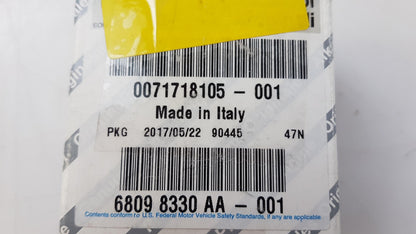 0071718105 - 001
Made in Italy
PKG 2017/05/22 90445 47N
6809 8330 AA - 001
Contents conform to U.S. Federal Motor Vehicle Safety Standards, if any are applicable